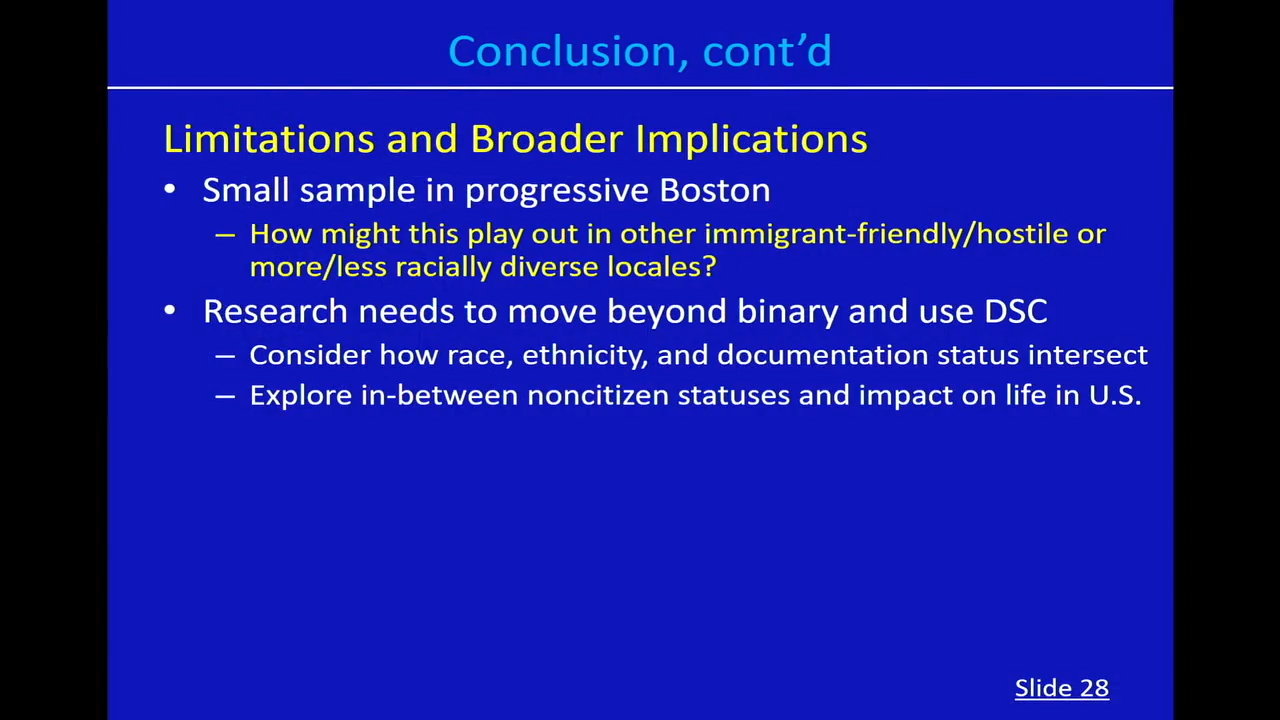 Conclusion, cont’d
Limitations and Broader Implications
• Small sample in progressive Boston
– How might this play out in other immigrant-friendly/hostile or
more/less racially diverse locales?
• Research needs to move beyond binary and use DSC
– Consider how race, ethnicity, and documentation status intersect
– Explore in-between noncitizen statuses and impact on life in U.S.
Slide 28